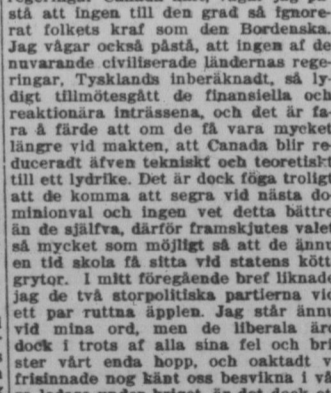 stå att ingen till den grad så ignore-
rat folkets kraf som den Bordenska.
Jag vågar också påstå, att ingen af de
nuvarande civiliserade ländernas rege-
ringar, Tysklands inberäknadt, så ly-
digt tillmötesgått de finansiella och
reaktionära inträssena, och det är fa-
ra å färde att om de få vara mycket
längre vid makten, att Canada blir re-
duceradt äfven tekniskt och teoretiskt
till ett lydrike. Det är dock föga troligt
att de komma att segra vid nästa do-
minionval och ingen vet detta bättre
än de själfva, därför framskjutes valet
så mycket som möjligt så att de ännu
en tid skola få sitta vid statens kött-
grytor. I mitt föregående bref liknade
jag de två storpolitiska partierna vid
ett par ruttna äpplen. Jag står ännu
vid mina ord, men de liberala äro
dock i trots af alla sina fel och bri-
ster vårt enda hopp, och oaktadt vi
frisinnade nog känt oss besvikna i vå